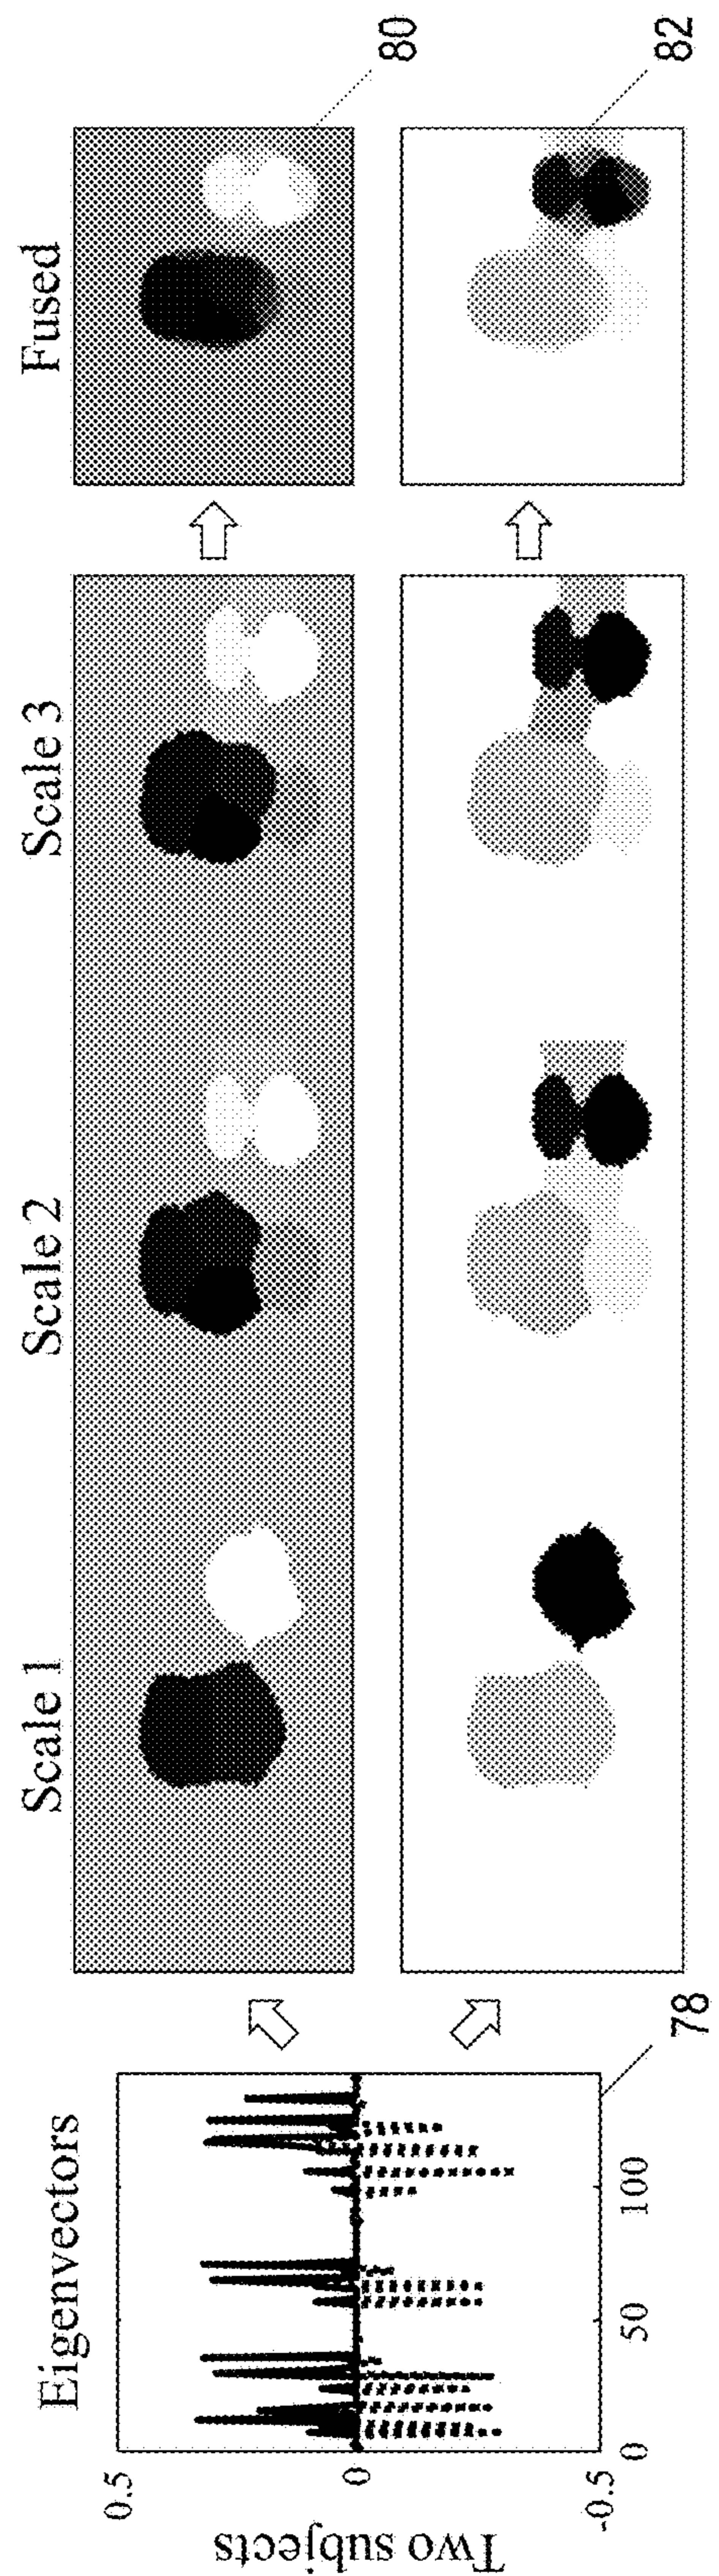 Eigenvectors
Scale 1
Scale 2
Scale 3
Fused
Two subjects
0.5
0
-0.5
0
50
100
78
80
82